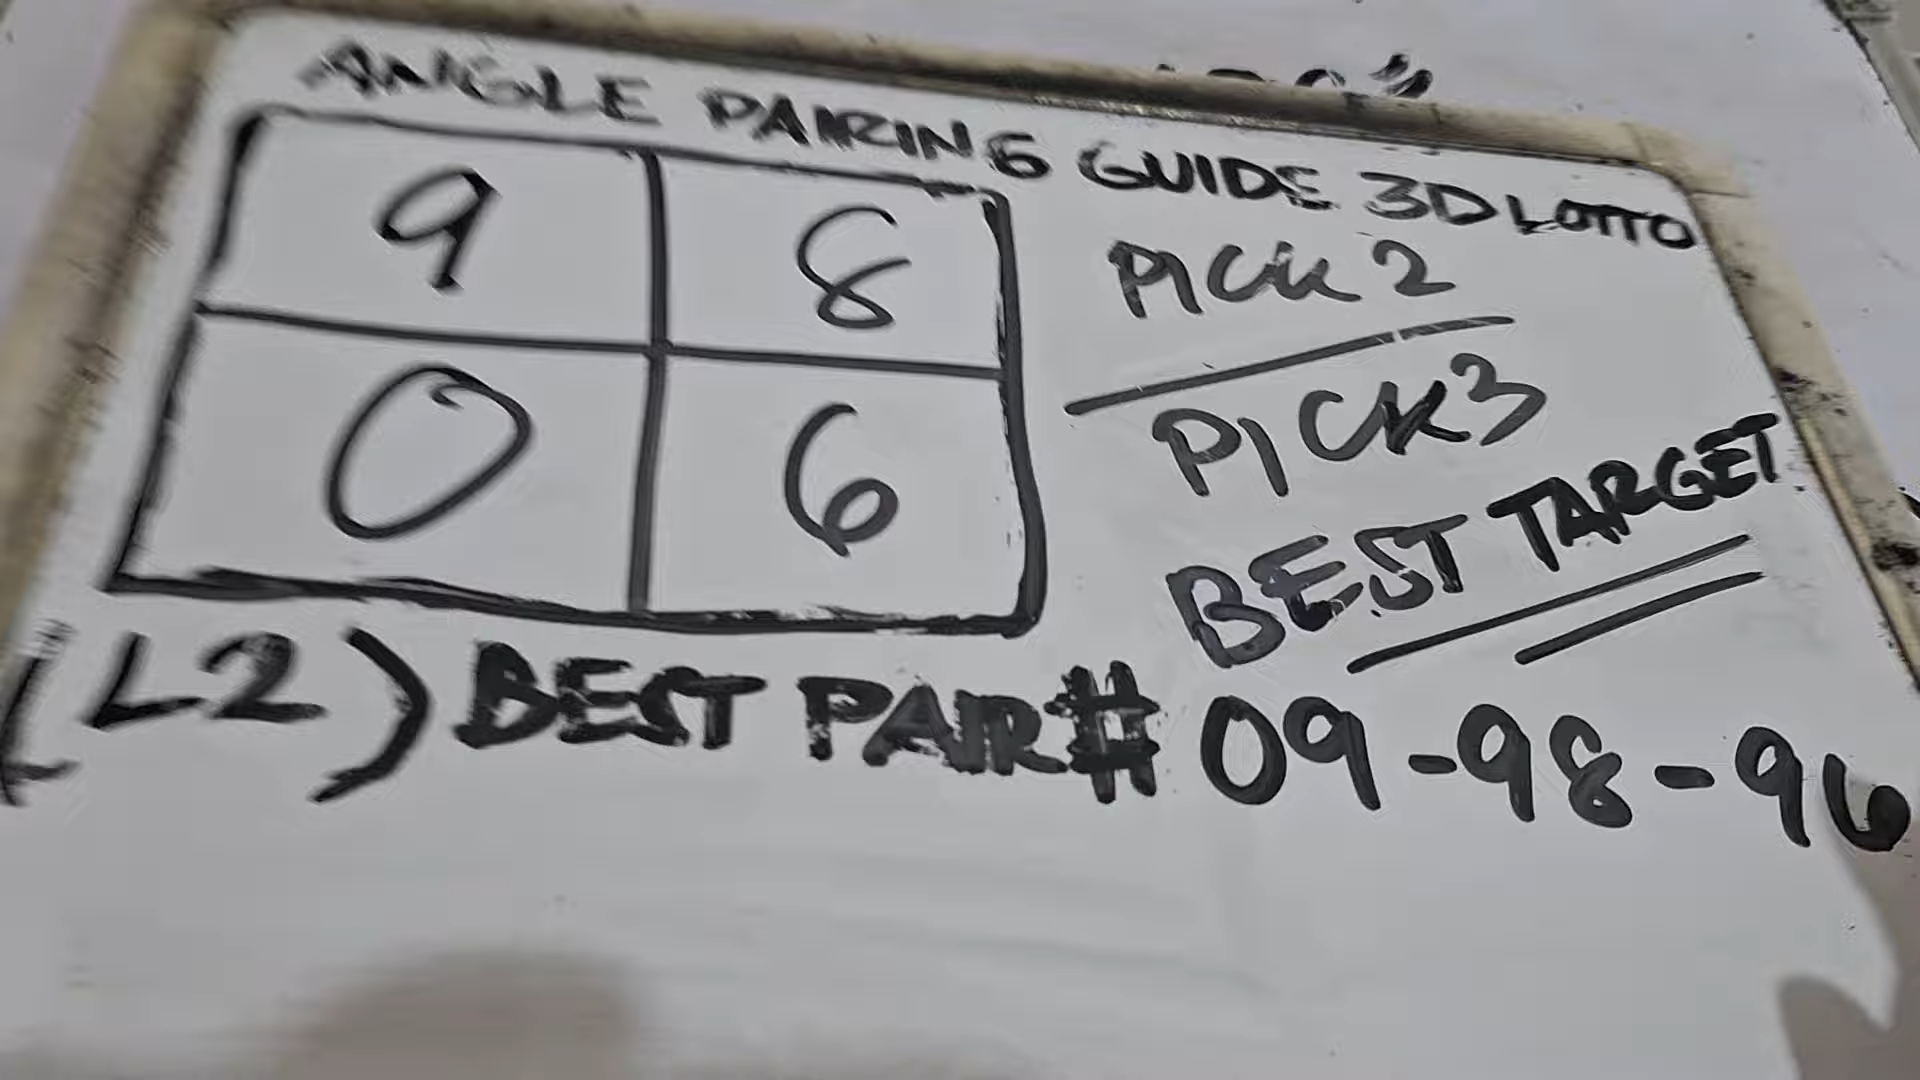 ANGLE PAIRING GUIDE 3D LOTTO
9 8
0 6
PICK 2
PICK3
BEST TARGET
(L2) BEST PAIR# 09-98-96